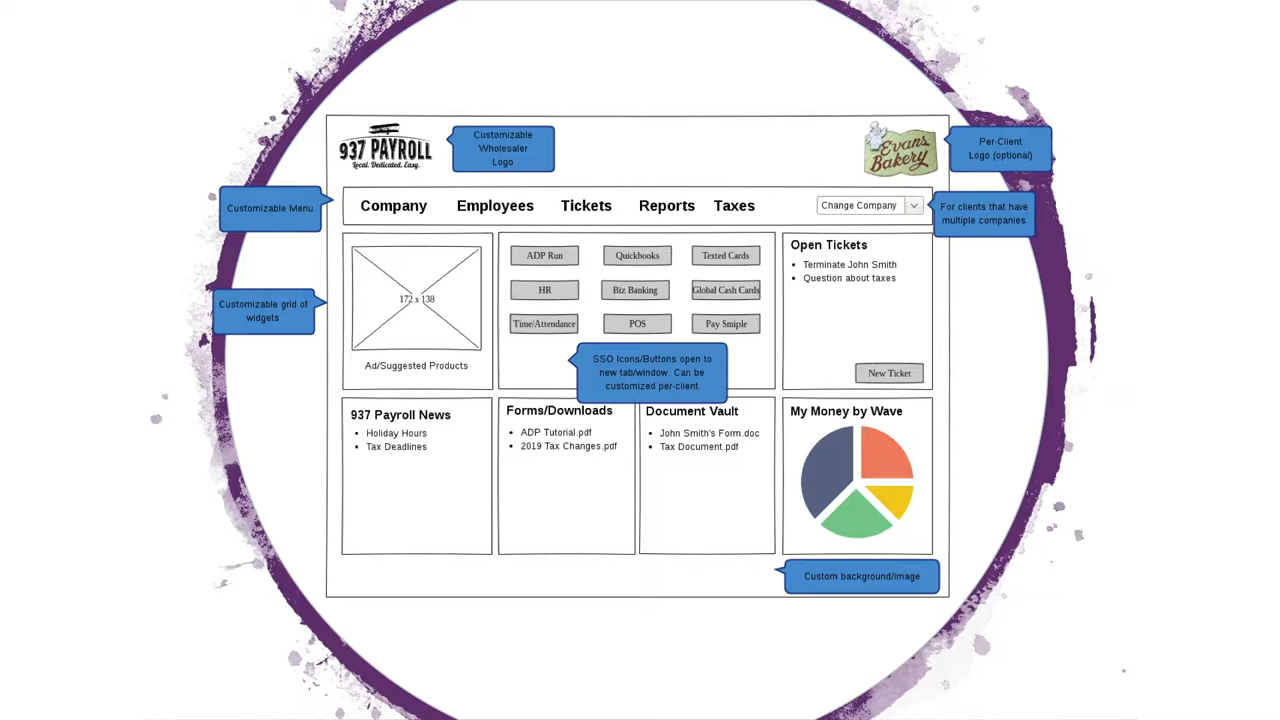 937 PAYROLL
Local. Dedicated. Easy.
Customizable
Wholesaler
Logo
Evans
Bakery
Per-Client
Logo (optional)
Customizable Menu
Company Employees Tickets Reports Taxes
Change Company
For clients that have
multiple companies
Customizable grid of
widgets
172 x 138
Ad/Suggested Products
ADP Run Quickbooks Texted Cards
HR Biz Banking Global Cash Cards
Time/Attendance POS Pay Smiple
SSO Icons/Buttons open to
new tab/window. Can be
customized per-client
Open Tickets
Terminate John Smith
Question about taxes
New Ticket
937 Payroll News
Holiday Hours
Tax Deadlines
Forms/Downloads
ADP Tutorial.pdf
2019 Tax Changes.pdf
Document Vault
John Smith's Form.doc
Tax Document.pdf
My Money by Wave
Custom background/image